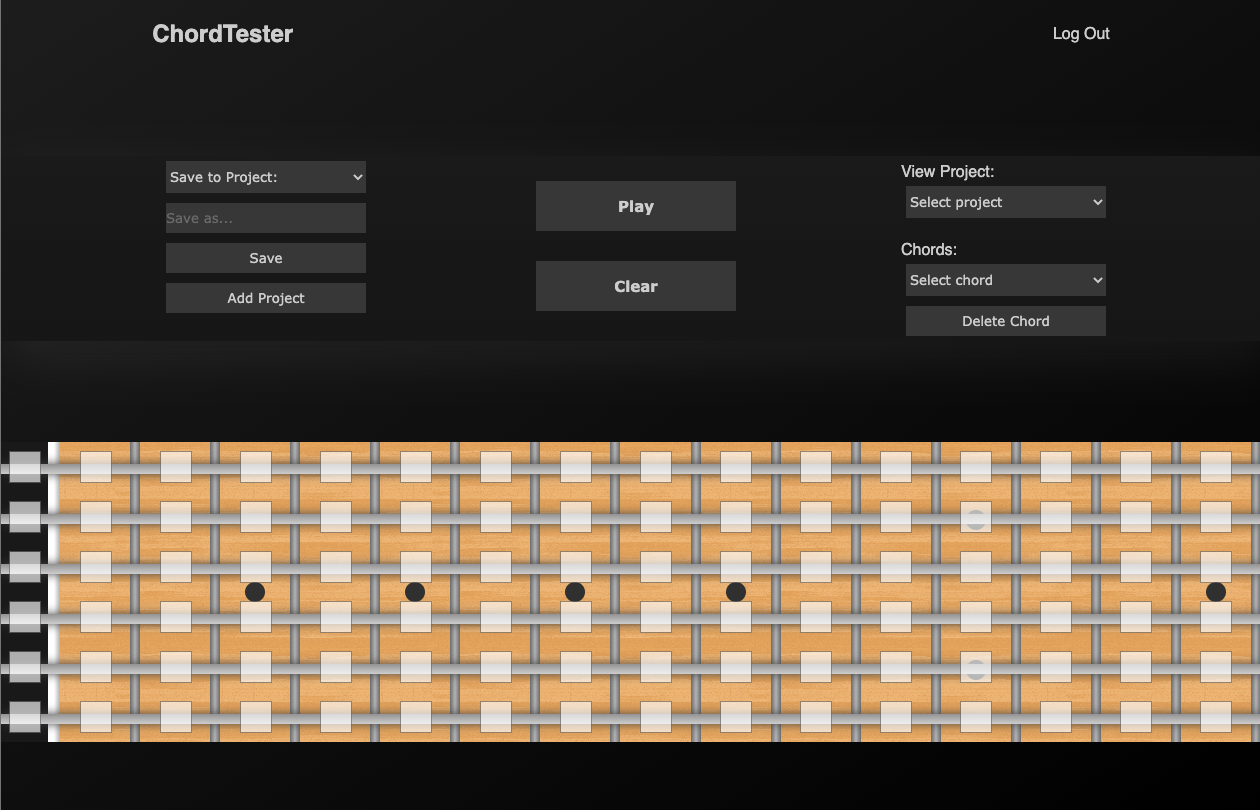 ChordTester
Log Out
Save to Project:
Save as...
Save
Add Project
Play
Clear
View Project:
Select project
Chords:
Select chord
Delete Chord